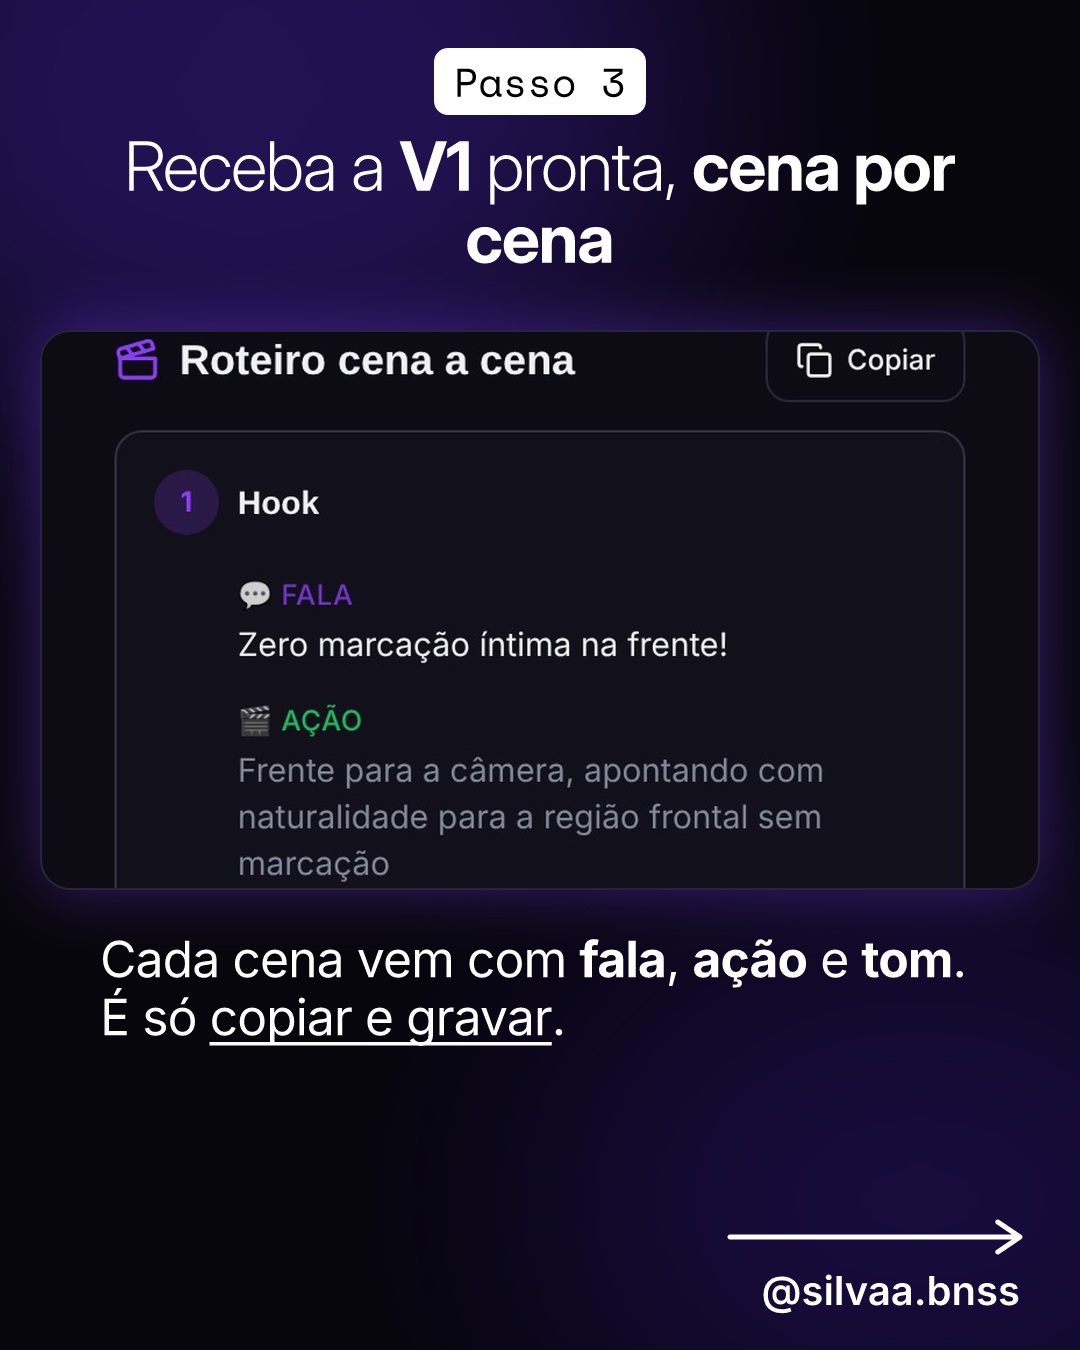 Passo 3
Receba a V1 pronta, cena por
cena
Roteiro cena a cena
Copiar
1
Hook
💬 FALA
Zero marcação íntima na frente!
🎬 AÇÃO
Frente para a câmera, apontando com
naturalidade para a região frontal sem
marcação
Cada cena vem com fala, ação e tom.
É só copiar e gravar.
@silvaa.bnss